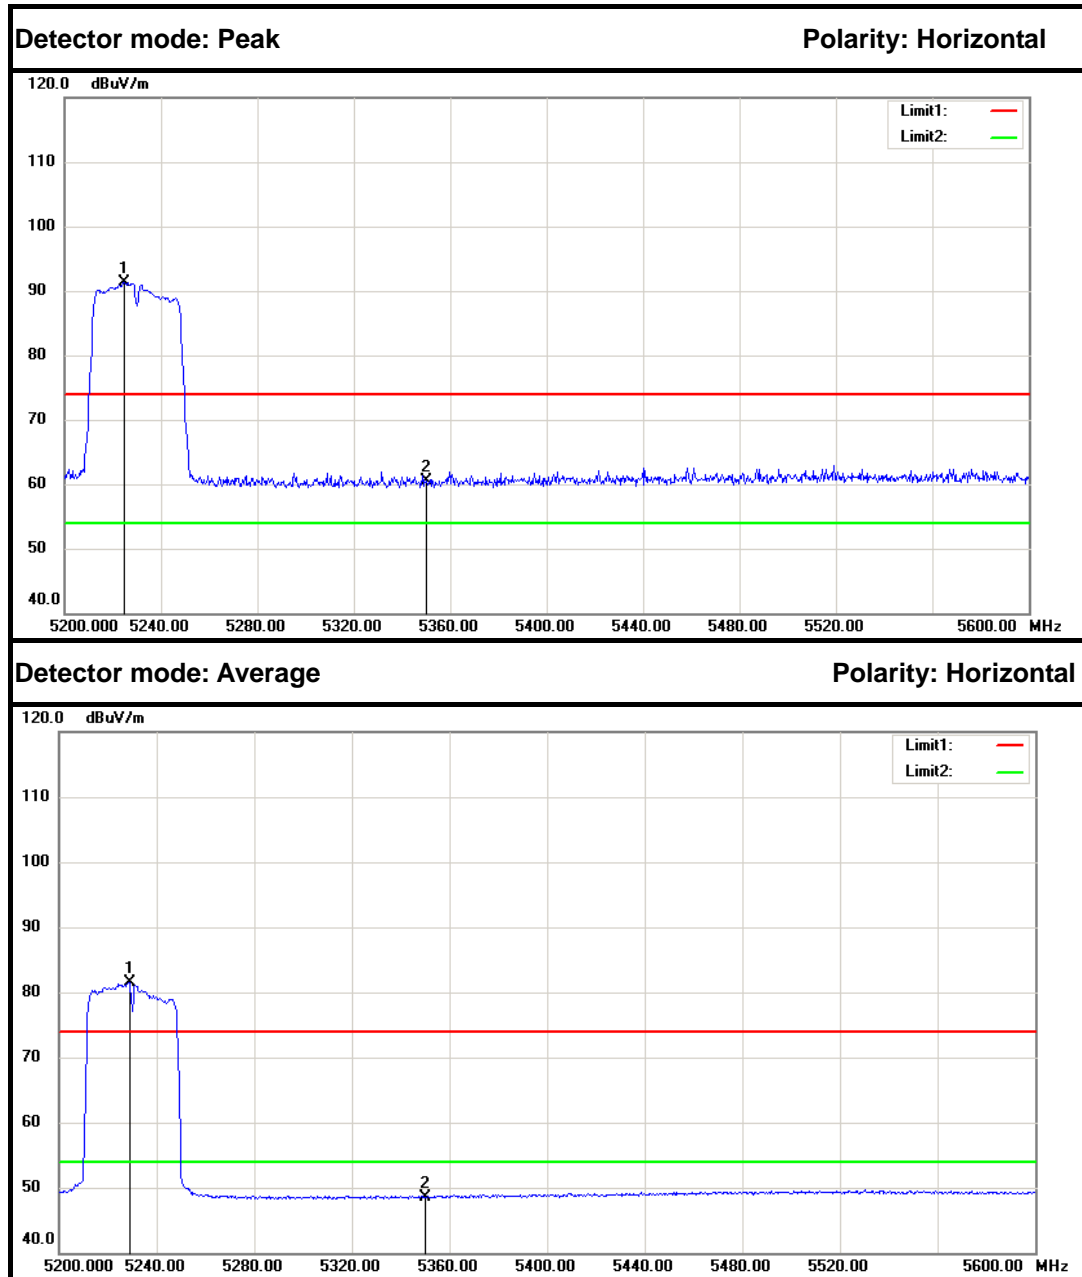 Detector mode: Peak Polarity: Horizontal
120.0 dBuV/m
Limit1:
Limit2:
110
100
90
80
70
60
50
40.0
1
2
5200.000 5240.00 5280.00 5320.00 5360.00 5400.00 5440.00 5480.00 5520.00 5600.00 MHz
Detector mode: Average Polarity: Horizontal
120.0 dBuV/m
Limit1:
Limit2:
110
100
90
80
70
60
50
40.0
1
2
5200.000 5240.00 5280.00 5320.00 5360.00 5400.00 5440.00 5480.00 5520.00 5600.00 MHz